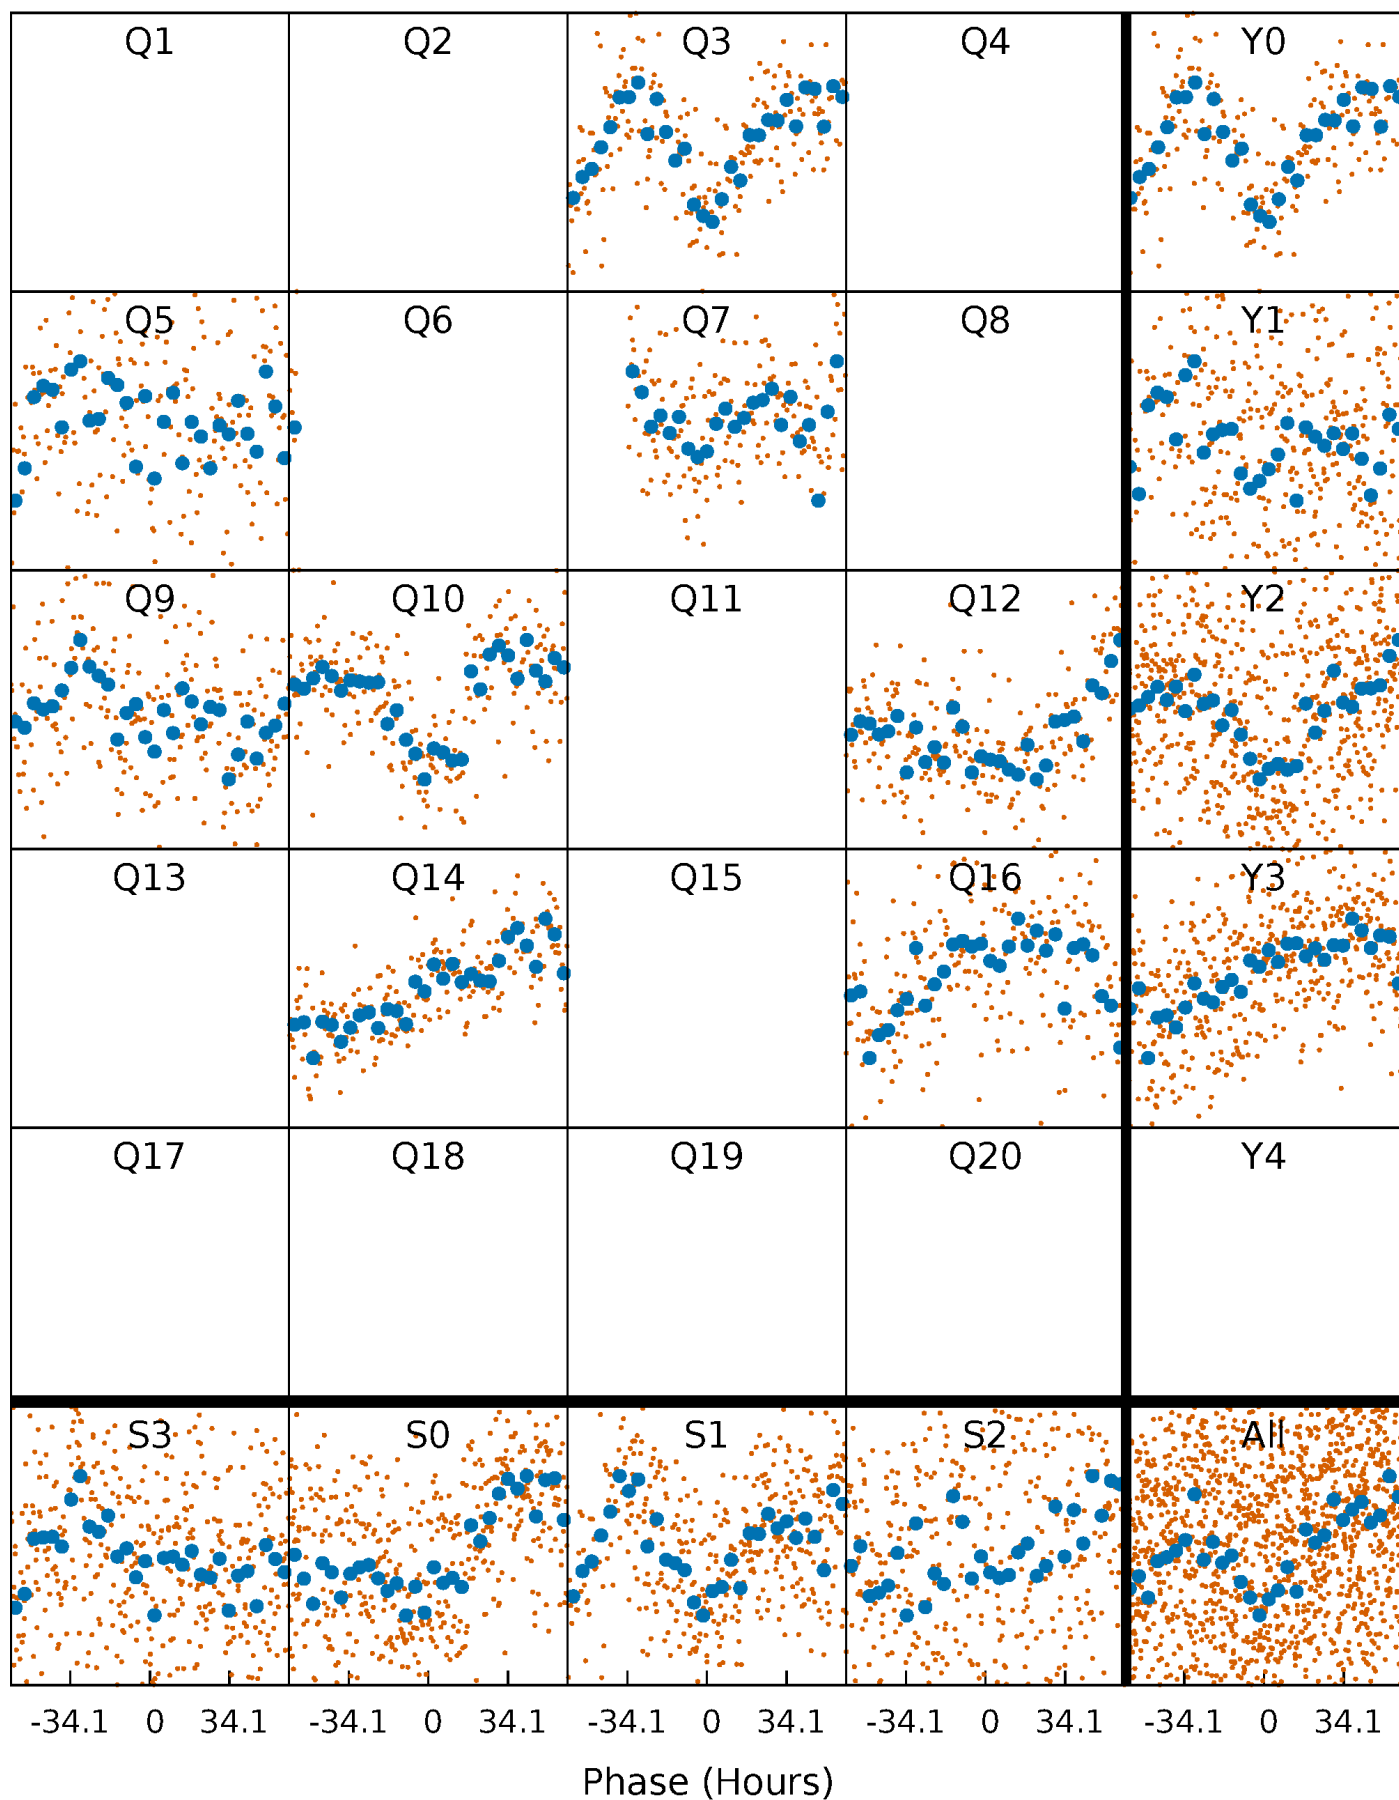 Q1 Q2 Q3 Q4 Y0
Q5 Q6 Q7 Q8 Y1
Q9 Q10 Q11 Q12 Y2
Q13 Q14 Q15 Q16 Y3
Q17 Q18 Q19 Q20 Y4
S3 S0 S1 S2 All
-34.1 0 34.1 -34.1 0 34.1 -34.1 0 34.1 -34.1 0 34.1 -34.1 0 34.1
Phase (Hours)